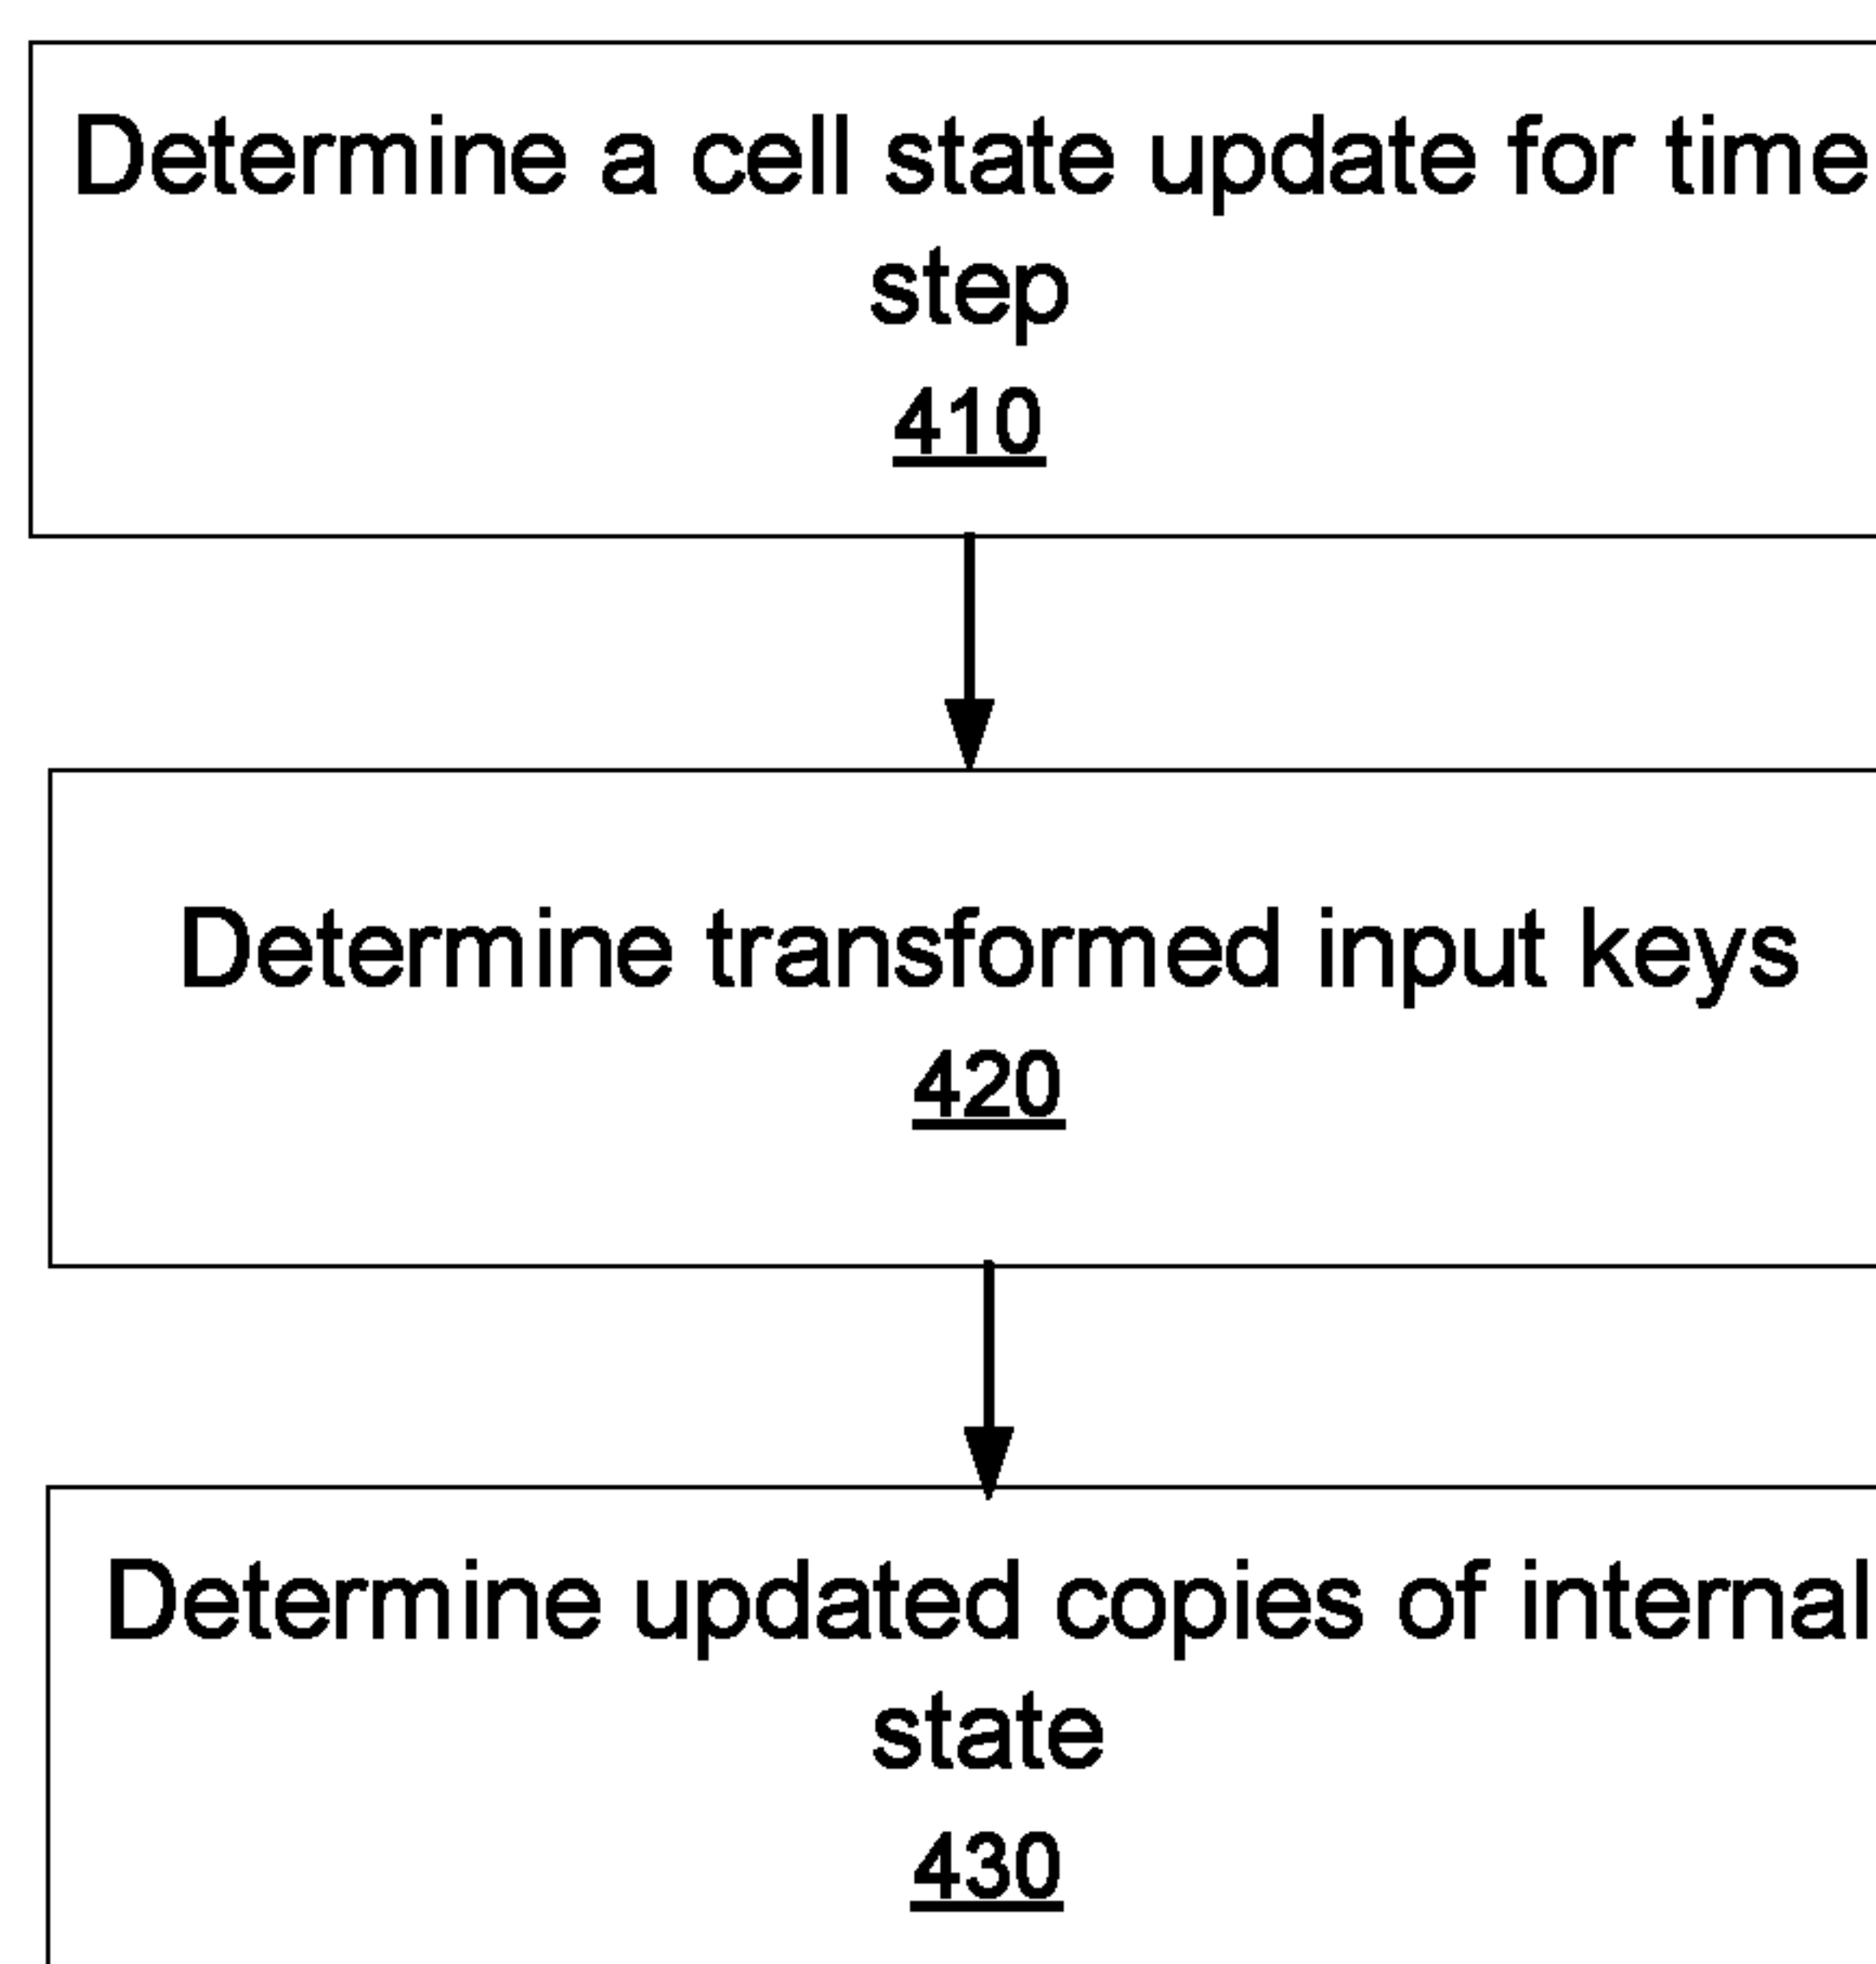 Determine a cell state update for time
step
410
Determine transformed input keys
420
Determine updated copies of internal
state
430